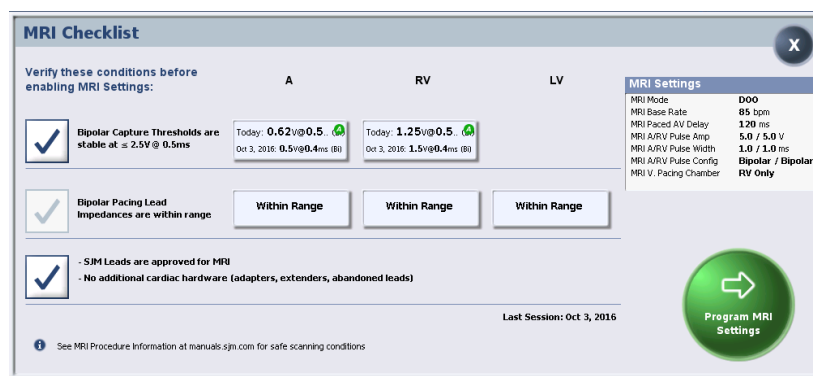 MRI Checklist
X
Verify these conditions before
enabling MRI Settings:
A
RV
LV
Bipolar Capture Thresholds are
stable at ≤ 2.5V @ 0.5ms
Today: 0.62V@0.5..
Oct 3, 2016: 0.5V@0.4ms (Bi)
Today: 1.25V@0.5..
Oct 3, 2016: 1.5V@0.4ms (Bi)
Bipolar Pacing Lead
Impedances are within range
Within Range
Within Range
Within Range
- SJM Leads are approved for MRI
- No additional cardiac hardware (adapters, extenders, abandoned leads)
Last Session: Oct 3, 2016
See MRI Procedure Information at manuals.sjm.com for safe scanning conditions
MRI Settings
MRI Mode DOO
MRI Base Rate 85 bpm
MRI Paced AV Delay 120 ms
MRI A/RV Pulse Amp 5.0 / 5.0 V
MRI A/RV Pulse Width 1.0 / 1.0 ms
MRI A/RV Pulse Config Bipolar / Bipolar
MRI V. Pacing Chamber RV Only
Program MRI
Settings